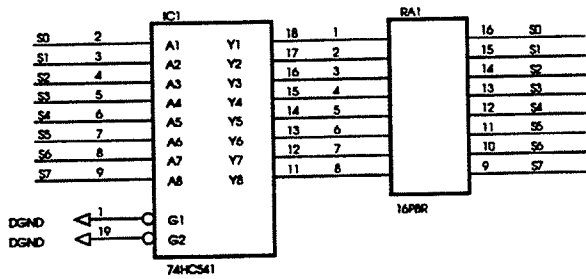 IC1 RA1
S0 2 A1 Y1 18 1 16 S0
S1 3 A2 Y2 17 2 15 S1
S2 4 A3 Y3 16 3 14 S2
S3 5 A4 Y4 15 4 13 S3
S4 6 A5 Y5 14 5 12 S4
S5 7 A6 Y6 13 6 11 S5
S6 8 A7 Y7 12 7 10 S6
S7 9 A8 Y8 11 8 9 S7
DGND 1 G1
DGND 19 G2
16P8R
74HC541